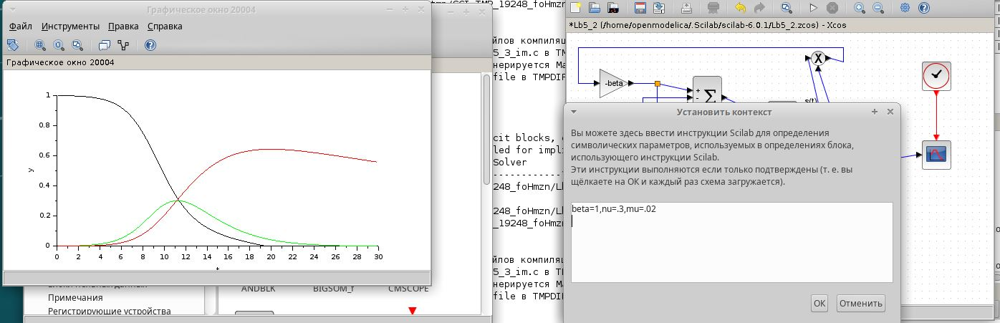 Графическое окно 20004
Файл Инструменты Правка Справка
Графическое окно 20004
1
0.8
0.6
0.4
0.2
0
y
0 2 4 6 8 10 12 14 16 18 20 22 24 26 28 30
Примечания
Регистрирующие устройства
ANDBLK BIGSOM_f CMSCOPE
_19248_foHmzn
йлов компиляц
5_3_im.c в TM
нерируется Ma
file в TMPDIR
cit blocks,
led for impli
Solver
248_foHmzn/Lb
248_foHmzn/Lb
_19248_foHmzn
йлов компиляц
5_3_im.c в TM
нерируется Ma
file в TMPDIR
*Lb5_2 (/home/openmodelica/.Scilab/scilab-6.0.1/Lb5_2.zcos) - Xcos
X
-beta
+
-
Σ
s(t)
Установить контекст
Вы можете здесь ввести инструкции Scilab для определения
символических параметров, используемых в определениях блока,
использующего инструкции Scilab.
Эти инструкции выполняются если только подтверждены (т. е. вы
щёлкаете на ОК и каждый раз схема загружается).
beta=1,nu=.3,mu=.02
ОК Отменить